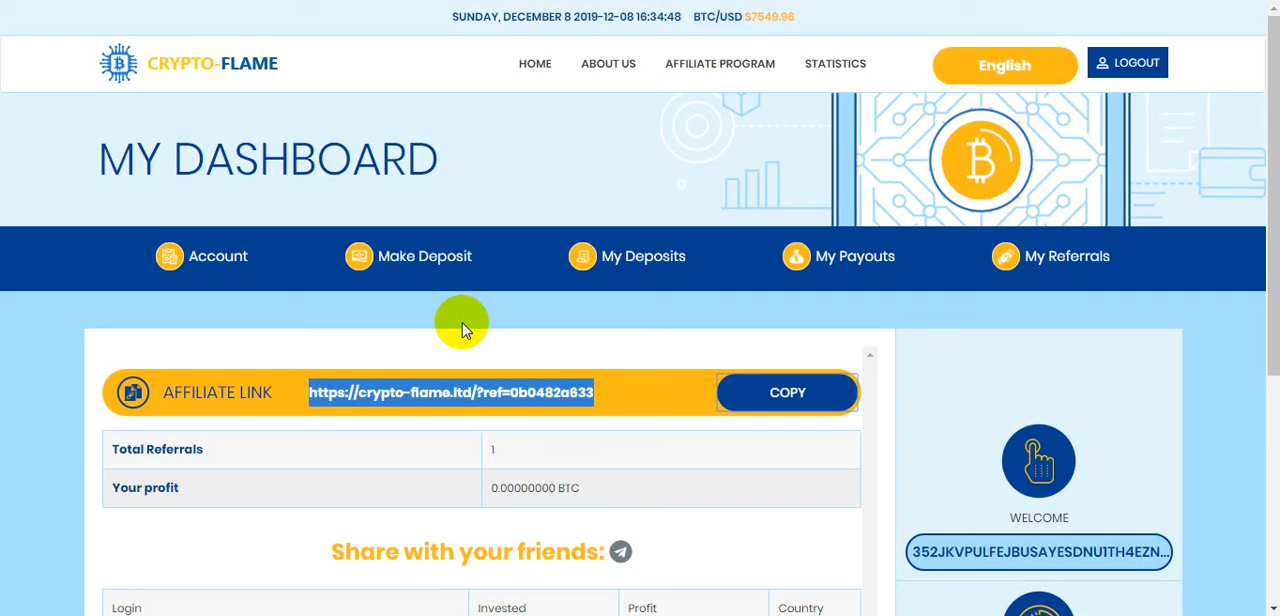 SUNDAY, DECEMBER 8 2019-12-08 16:34:48 BTC/USD $7549.96
CRYPTO-FLAME HOME ABOUT US AFFILIATE PROGRAM STATISTICS English LOGOUT
MY DASHBOARD
Account Make Deposit My Deposits My Payouts My Referrals
AFFILIATE LINK https://crypto-flame.ltd/?ref=0b0482a633 COPY
Total Referrals 1
Your profit 0.00000000 BTC
WELCOME
352JKVPULFEJBUSAYESDNU1TH4EZN...
Share with your friends:
Login Invested Profit Country